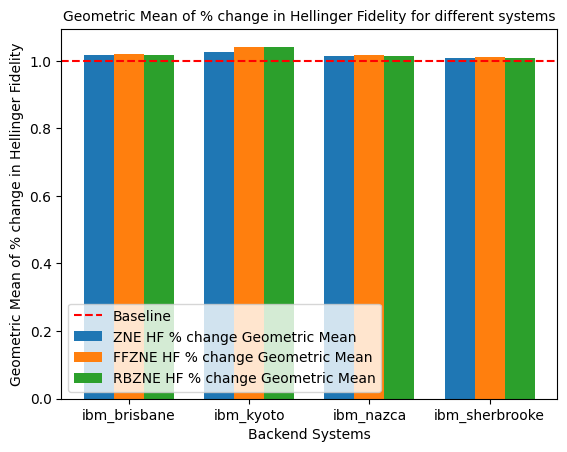 Geometric Mean of % change in Hellinger Fidelity for different systems
Geometric Mean of % change in Hellinger Fidelity
1.0
0.8
0.6
0.4
0.2
0.0
Baseline
ZNE HF % change Geometric Mean
FFZNE HF % change Geometric Mean
RBZNE HF % change Geometric Mean
ibm_brisbane
ibm_kyoto
ibm_nazca
ibm_sherbrooke
Backend Systems